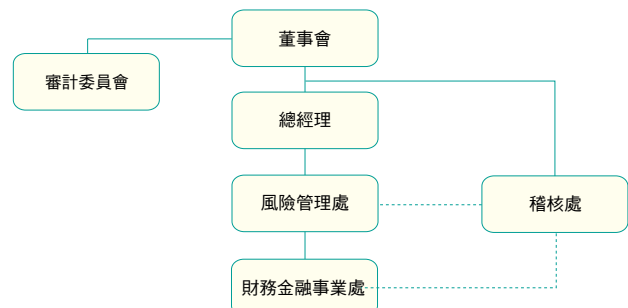 董事會
審計委員會
總經理
風險管理處
稽核處
財務金融事業處